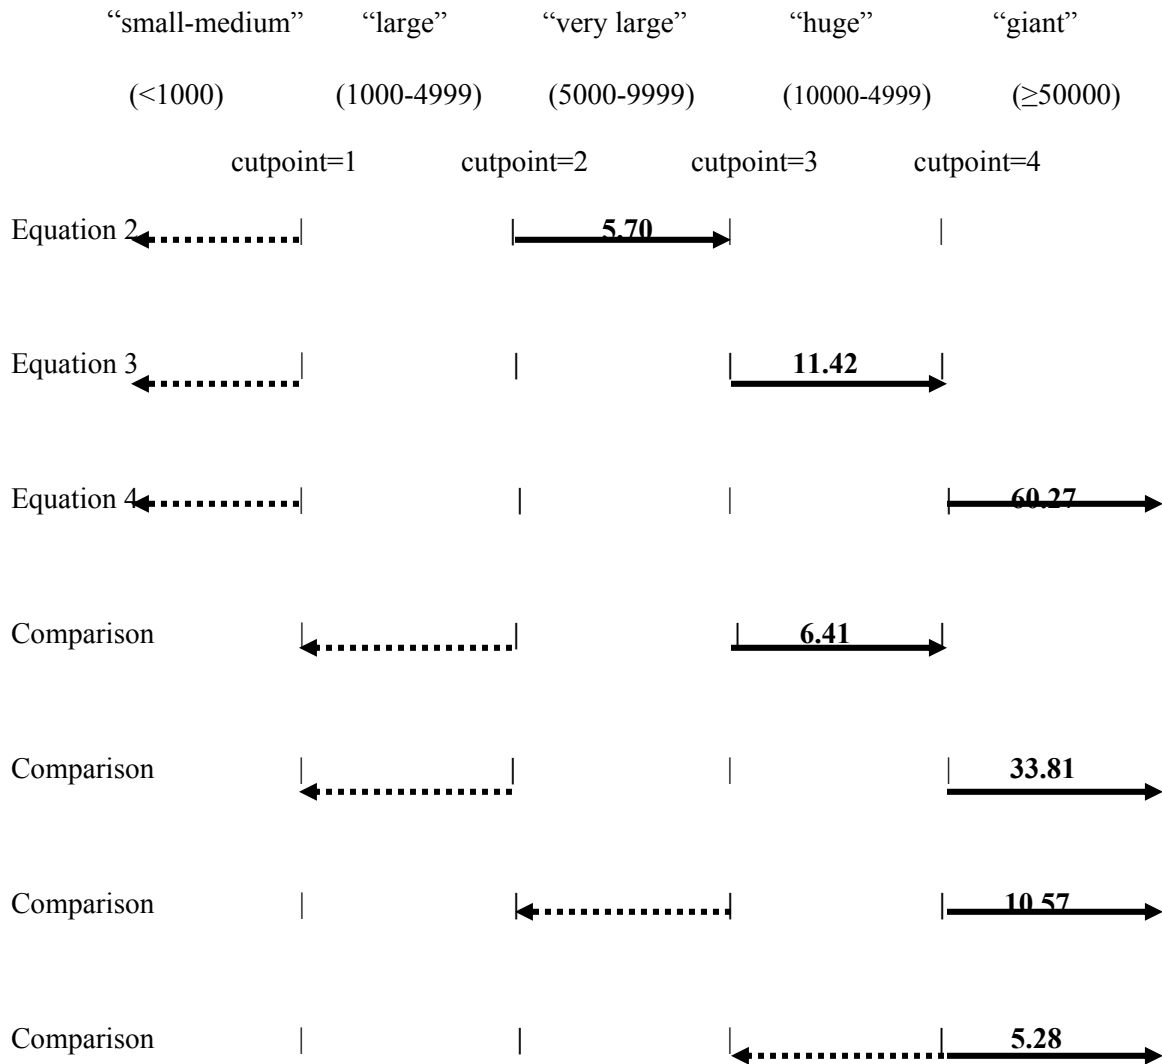 “small-medium” “large” “very large” “huge” “giant”
(<1000) (1000-4999) (5000-9999) (10000-4999) (≥50000)
cutpoint=1 cutpoint=2 cutpoint=3 cutpoint=4
Equation 2 5.70
Equation 3 11.42
Equation 4 60.27
Comparison 6.41
Comparison 33.81
Comparison 10.57
Comparison 5.28